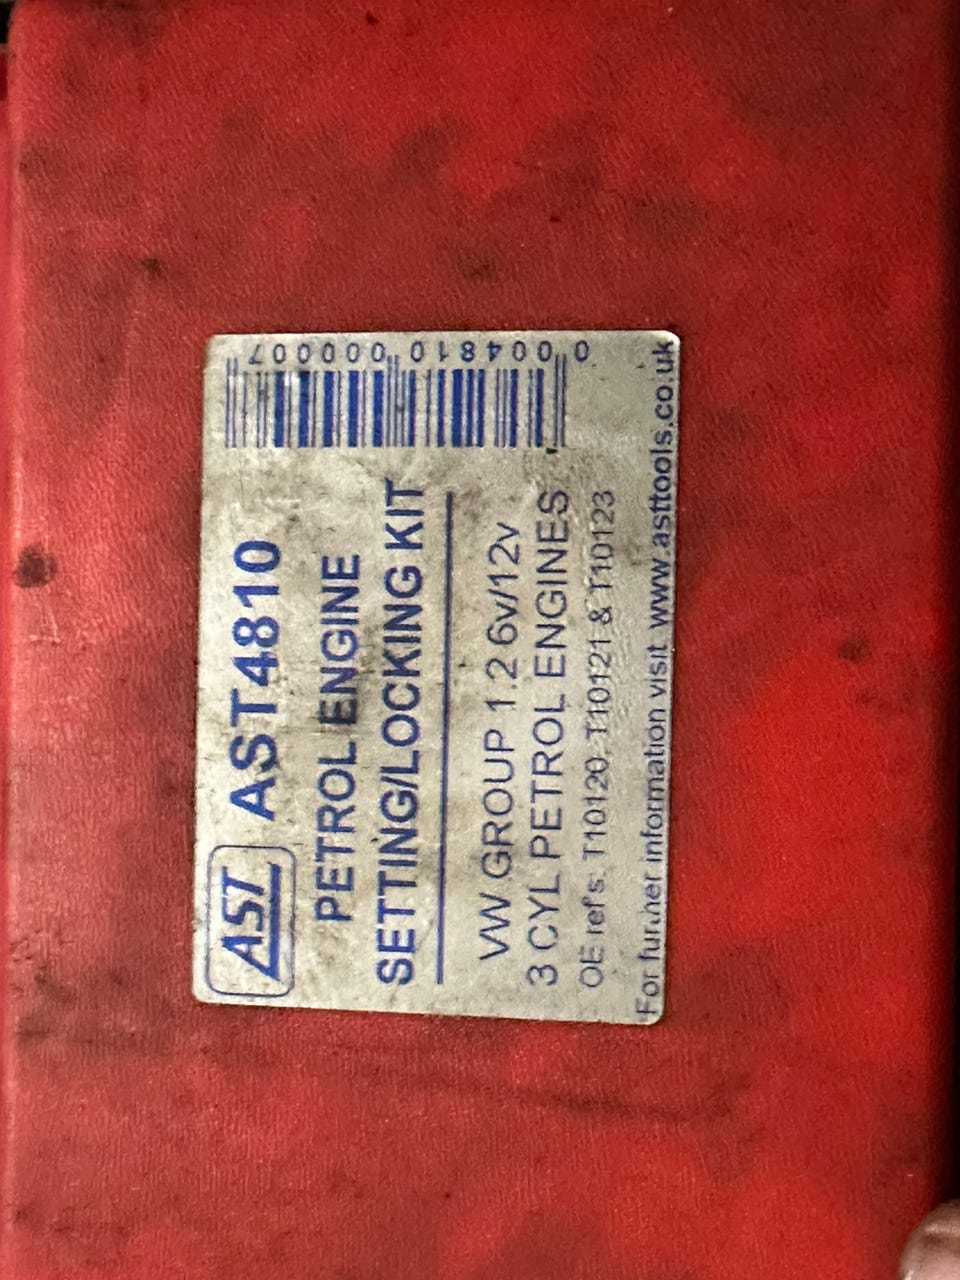 AST AST4810
PETROL ENGINE
SETTING/LOCKING KIT
VW GROUP 1.2 6v/12v
3 CYL PETROL ENGINES
OE ref's. T10120, T10121 & T10123
For further information visit www.asttools.co.uk
0 004810 000007